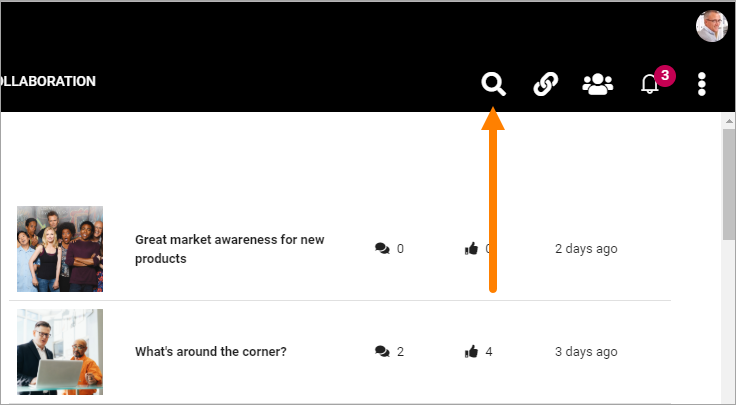 OLLABORATION
3
Great market awareness for new
products
0
0
2 days ago
What's around the corner?
2
4
3 days ago